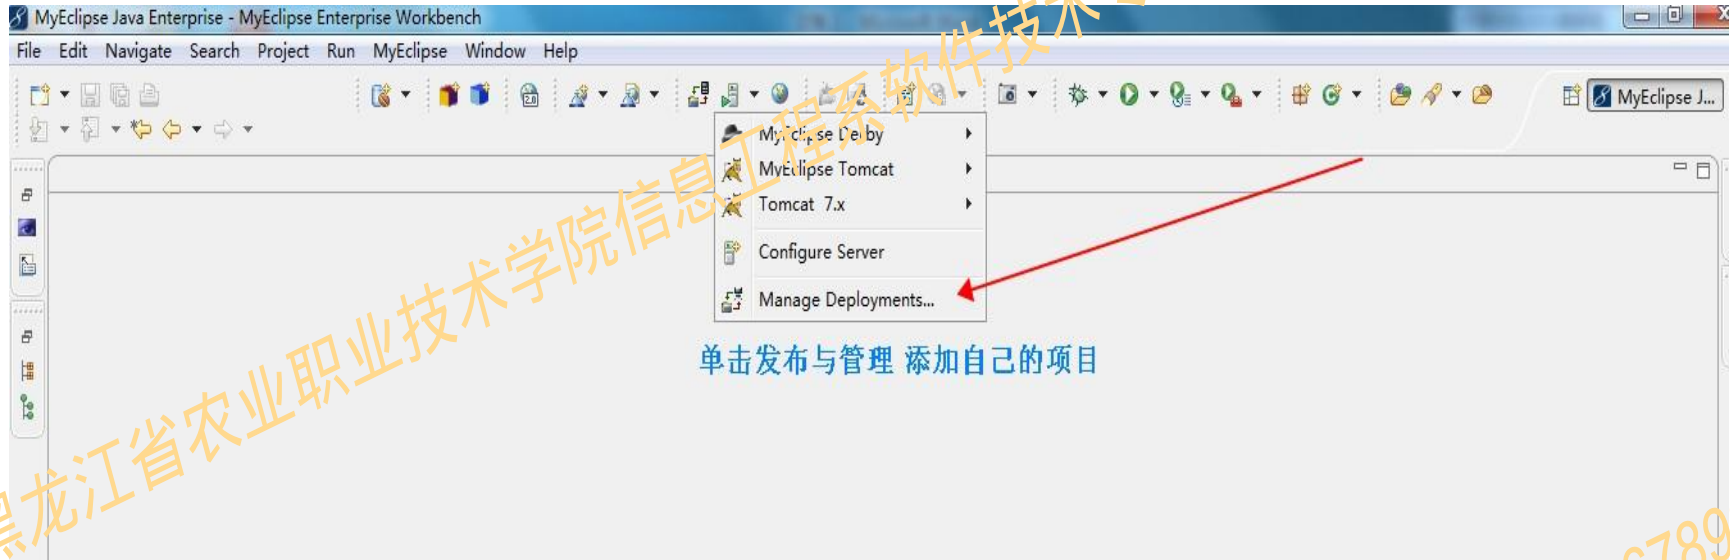 MyEclipse Java Enterprise - MyEclipse Enterprise Workbench
File Edit Navigate Search Project Run MyEclipse Window Help
MyEclipse J...
MyEclipse Derby
MyEclipse Tomcat
Tomcat 7.x
Configure Server
Manage Deployments...
单击发布与管理 添加自己的项目
黑龙江省农业职业技术学院信息工程系软件技术
6789